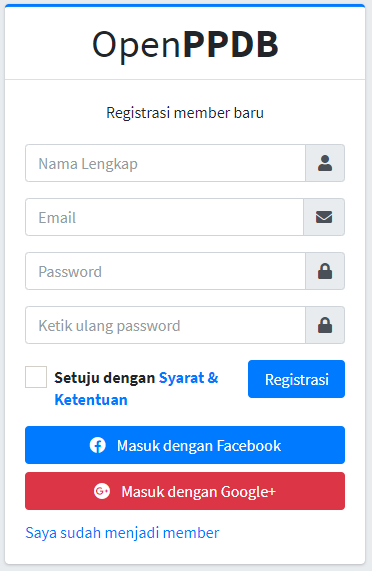 OpenPPDB
Registrasi member baru
Nama Lengkap
Email
Password
Ketik ulang password
Setuju dengan Syarat &
Ketentuan
Registrasi
Masuk dengan Facebook
Masuk dengan Google+
Saya sudah menjadi member